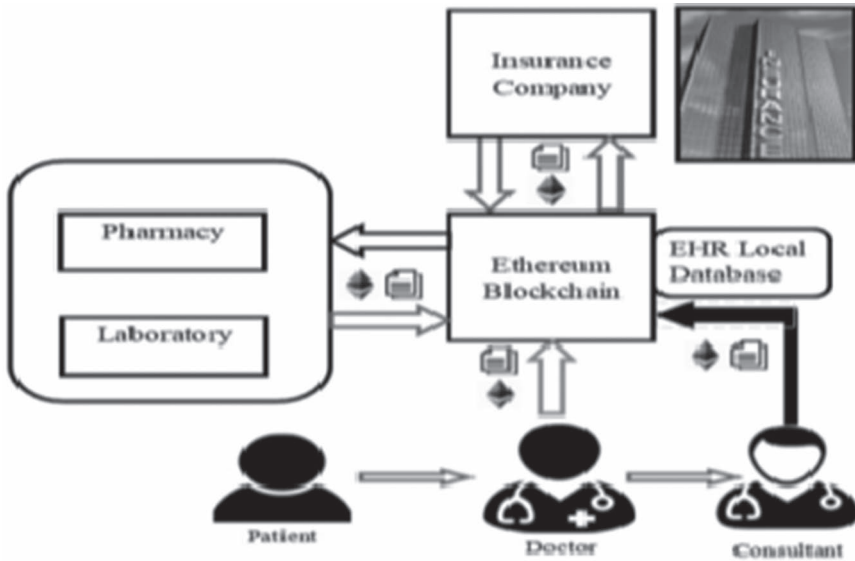 Insurance
Company
Pharmacy
Laboratory
Ethereum
Blockchain
EHR Local
Database
Patient
Doctor
Consultant